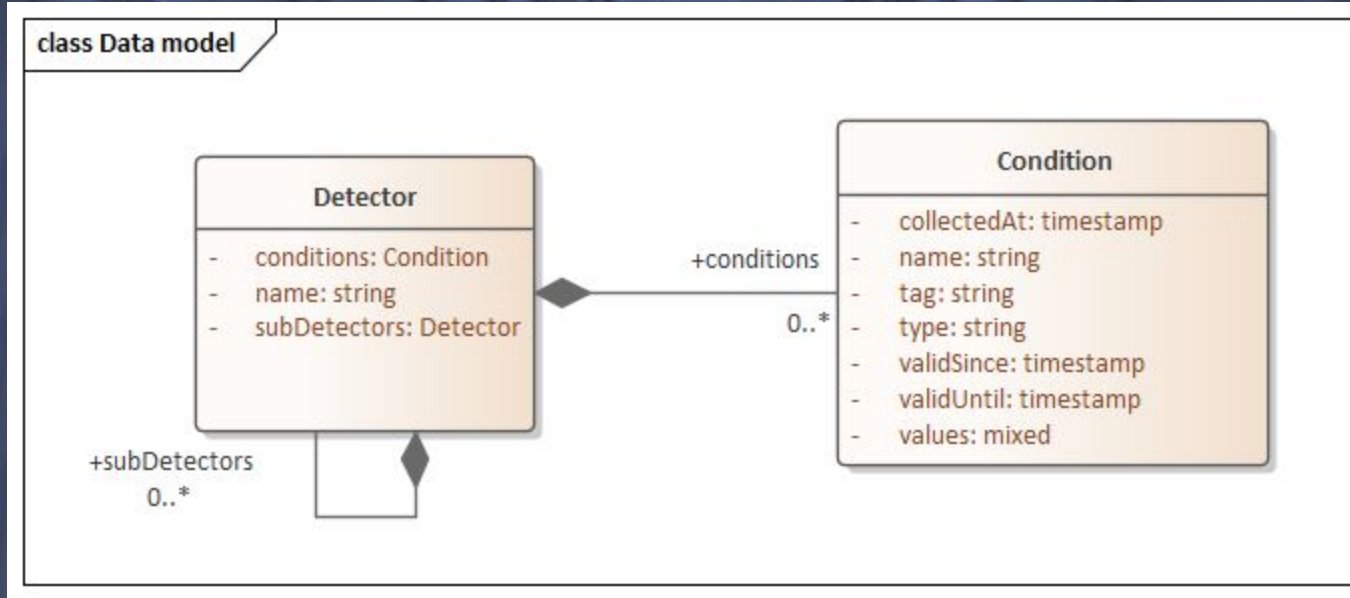 class Data model
Detector
- conditions: Condition
- name: string
- subDetectors: Detector
+conditions
0..*
Condition
- collectedAt: timestamp
- name: string
- tag: string
- type: string
- validSince: timestamp
- validUntil: timestamp
- values: mixed
+subDetectors
0..*